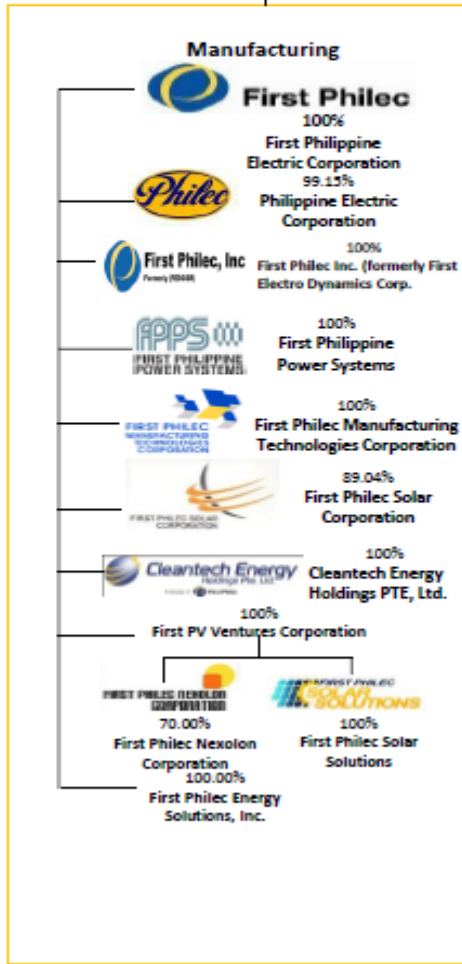 Manufacturing
First Philec
100%
First Philippine
Electric Corporation
Philec
99.15%
Philippine Electric
Corporation
First Philec, Inc
100%
First Philec Inc. (formerly First
Electro Dynamics Corp.
FPPS
FIRST PHILIPPINE
POWER SYSTEMS
100%
First Philippine
Power Systems
FIRST PHILEC
MANUFACTURING
TECHNOLOGIES
CORPORATION
100%
First Philec Manufacturing
Technologies Corporation
FIRST PHILEC SOLAR
CORPORATION
89.04%
First Philec Solar
Corporation
Cleantech Energy
Holdings Pte. Ltd.
100%
Cleantech Energy
Holdings PTE, Ltd.
100%
First PV Ventures Corporation
FIRST PHILEC NEXOLON
CORPORATION
70.00%
First Philec Nexolon
Corporation
FIRST PHILEC
SOLAR
SOLUTIONS
100%
First Philec Solar
Solutions
100.00%
First Philec Energy
Solutions, Inc.